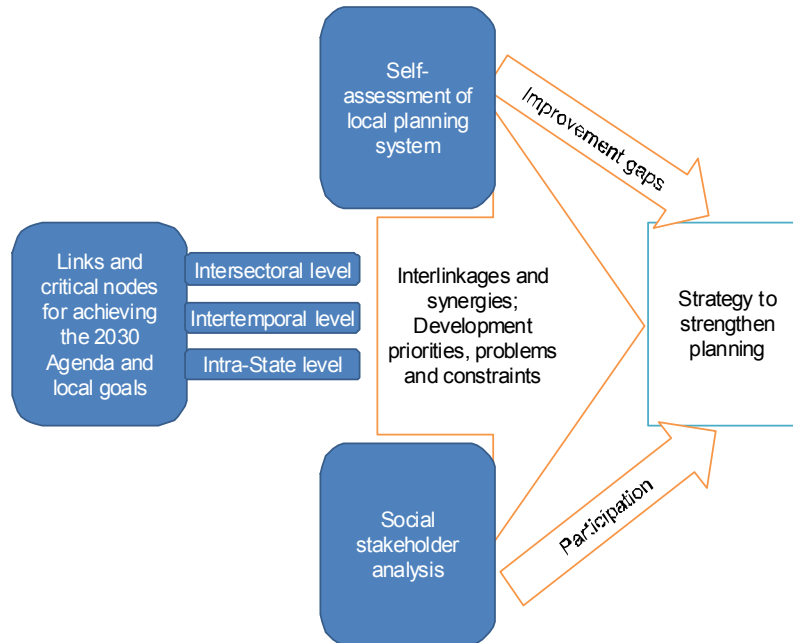 Self-
assessment of
local planning
system
Improvement gaps
Links and
critical nodes
for achieving
the 2030
Agenda and
local goals
Intersectoral level
Intertemporal level
Intra-State level
Interlinkages and
synergies;
Development
priorities, problems
and constraints
Strategy to
strengthen
planning
Social
stakeholder
analysis
Participation